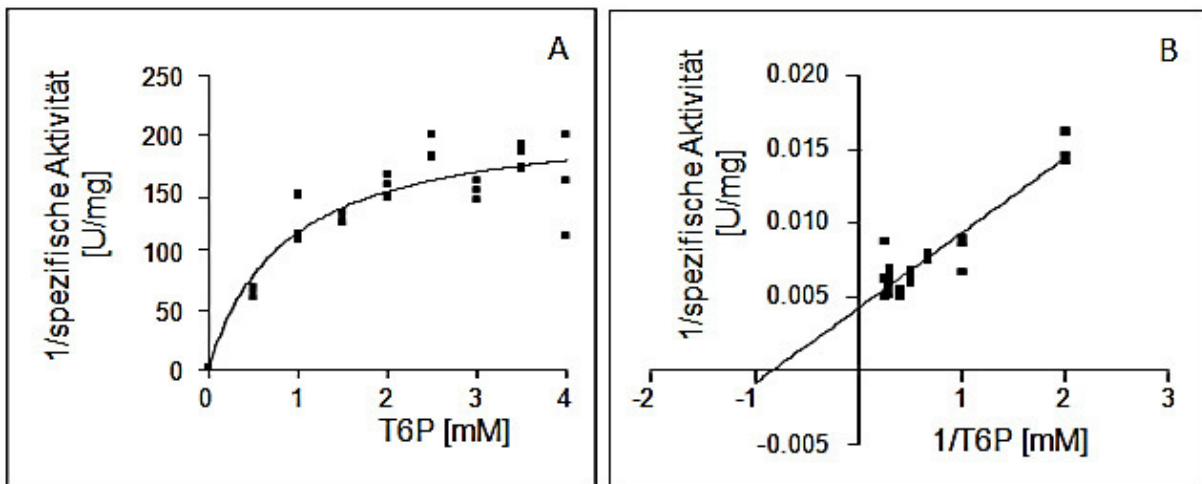 A
1/spezifische Aktivität
[U/mg]
250
200
150
100
50
0
0 1 2 3 4
T6P [mM]
B
1/spezifische Aktivität
[U/mg]
0.020
0.015
0.010
0.005
-0.005
-2 -1 1 2 3
1/T6P [mM]